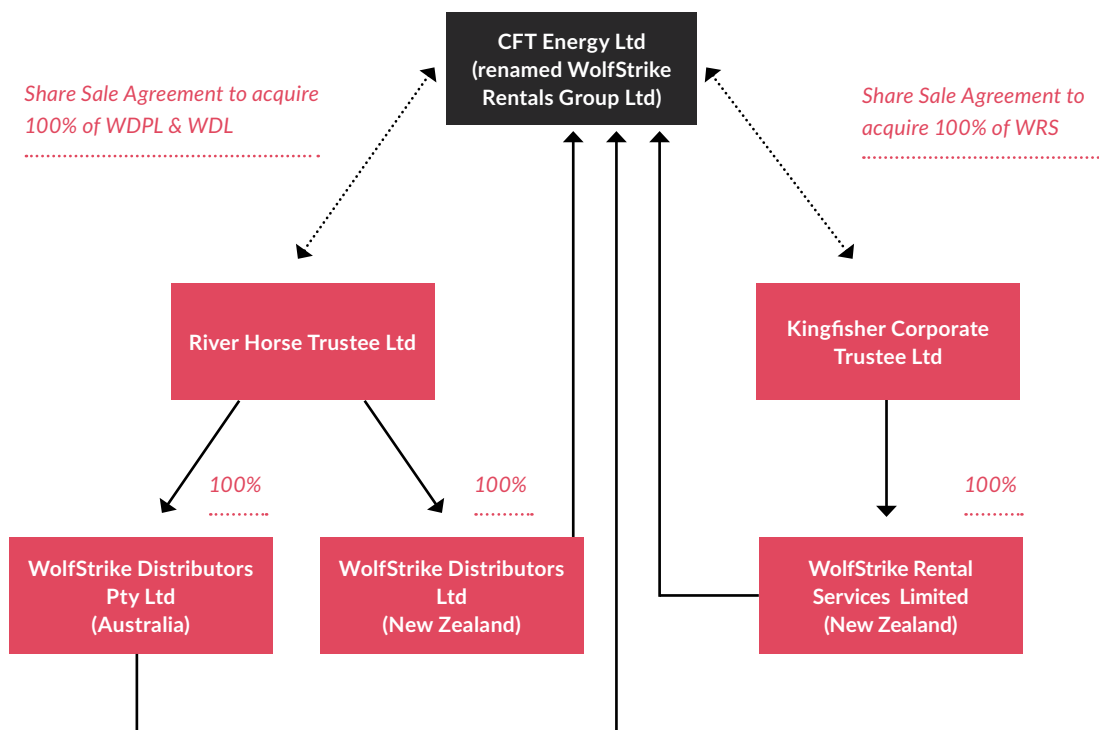 CFT Energy Ltd
(renamed WolfStrike
Rentals Group Ltd)
Share Sale Agreement to acquire
100% of WDPL & WDL
Share Sale Agreement to
acquire 100% of WRS
River Horse Trustee Ltd
Kingfisher Corporate
Trustee Ltd
100%
100%
100%
WolfStrike Distributors
Pty Ltd
(Australia)
WolfStrike Distributors
Ltd
(New Zealand)
WolfStrike Rental
Services Limited
(New Zealand)